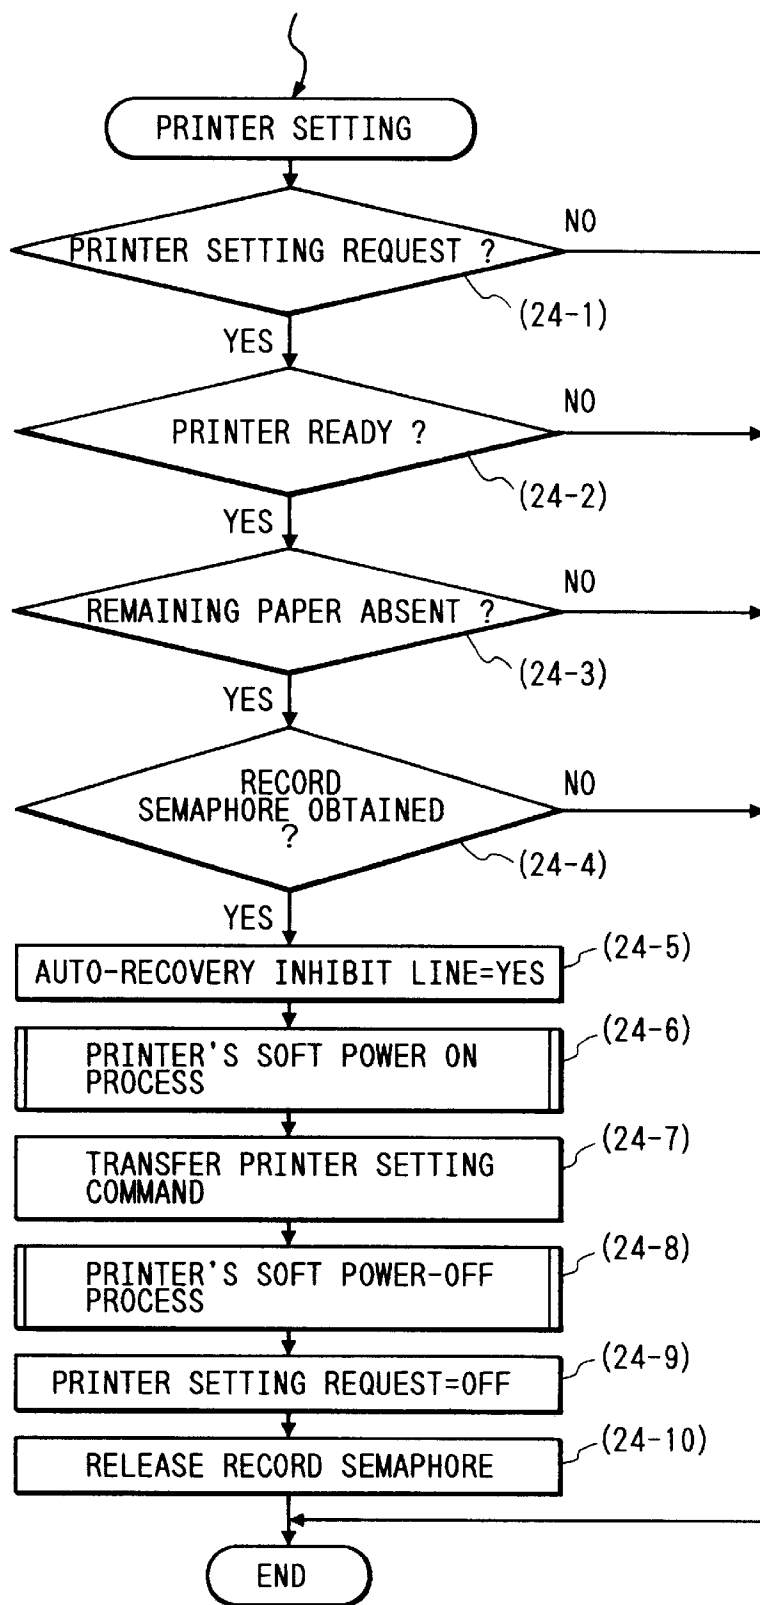 PRINTER SETTING
PRINTER SETTING REQUEST ?
NO
(24-1)
YES
PRINTER READY ?
NO
(24-2)
YES
REMAINING PAPER ABSENT ?
NO
(24-3)
YES
RECORD
SEMAPHORE OBTAINED
?
NO
(24-4)
YES
AUTO-RECOVERY INHIBIT LINE=YES
(24-5)
PRINTER'S SOFT POWER ON
PROCESS
(24-6)
TRANSFER PRINTER SETTING
COMMAND
(24-7)
PRINTER'S SOFT POWER-OFF
PROCESS
(24-8)
PRINTER SETTING REQUEST=OFF
(24-9)
RELEASE RECORD SEMAPHORE
(24-10)
END